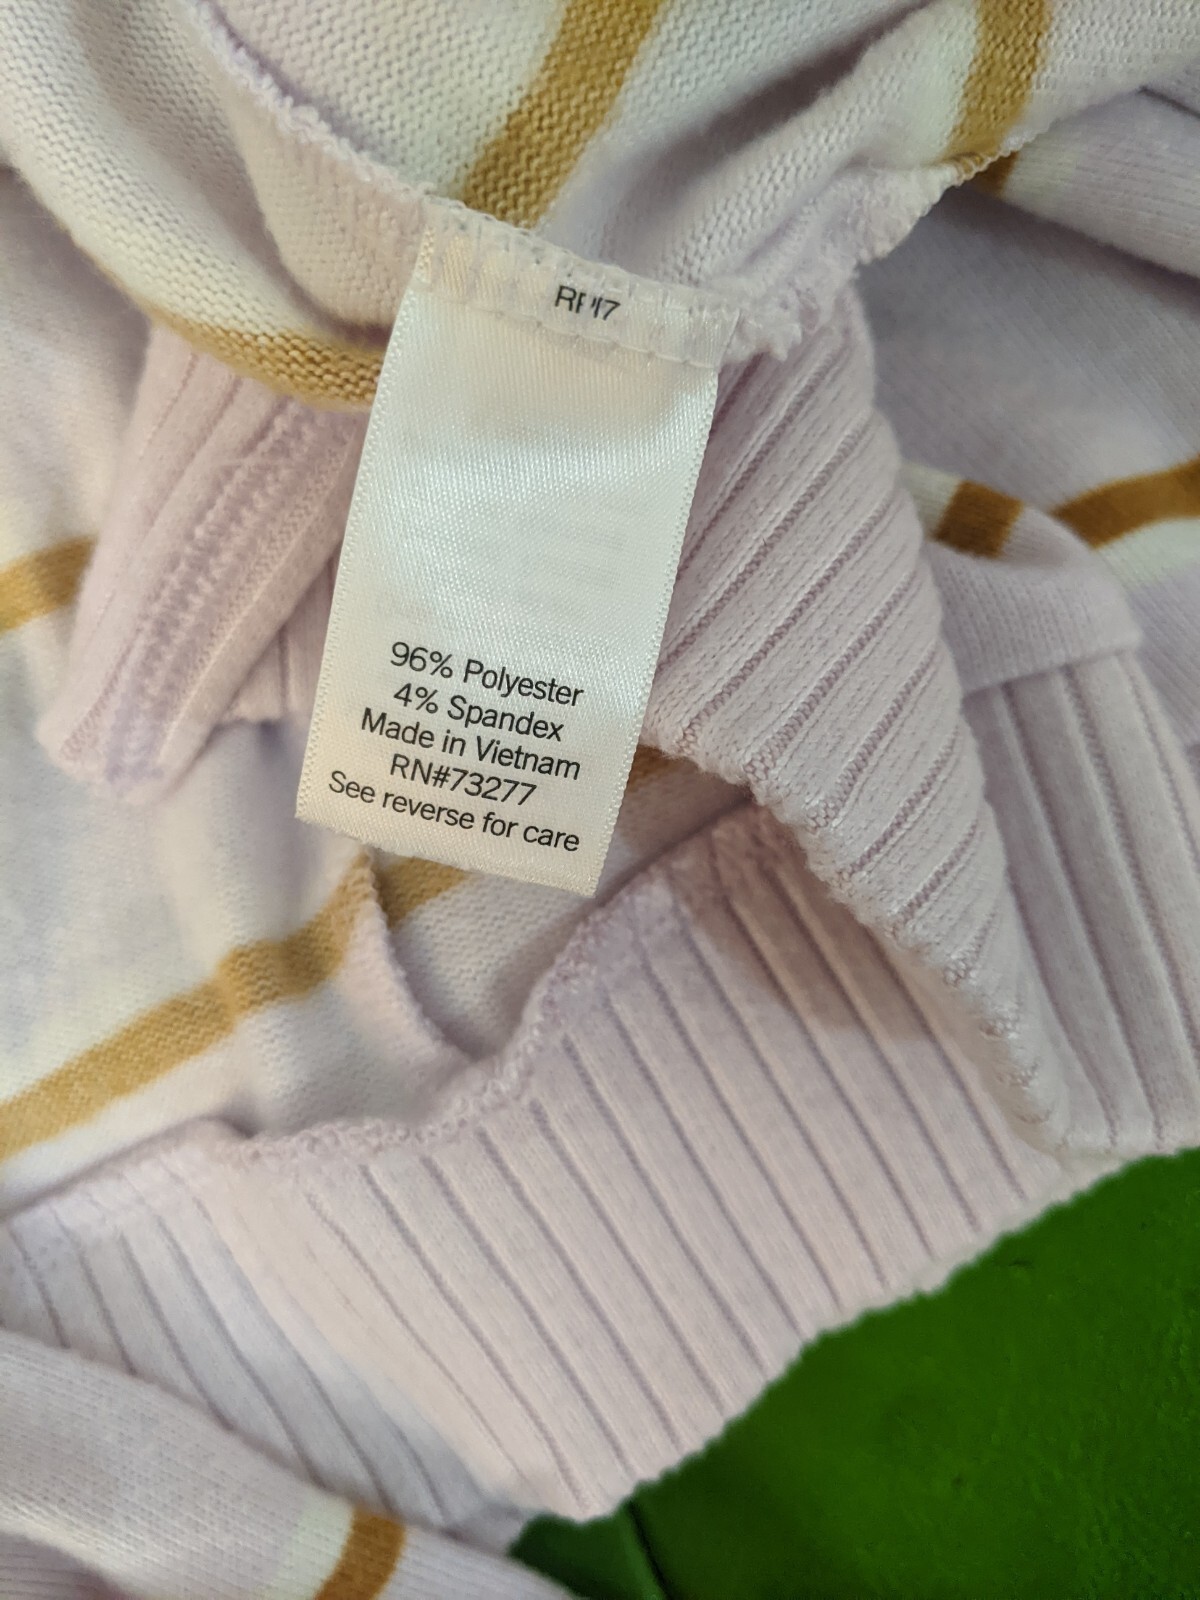 96% Polyester
4% Spandex
Made in Vietnam
RN#73277
See reverse for care